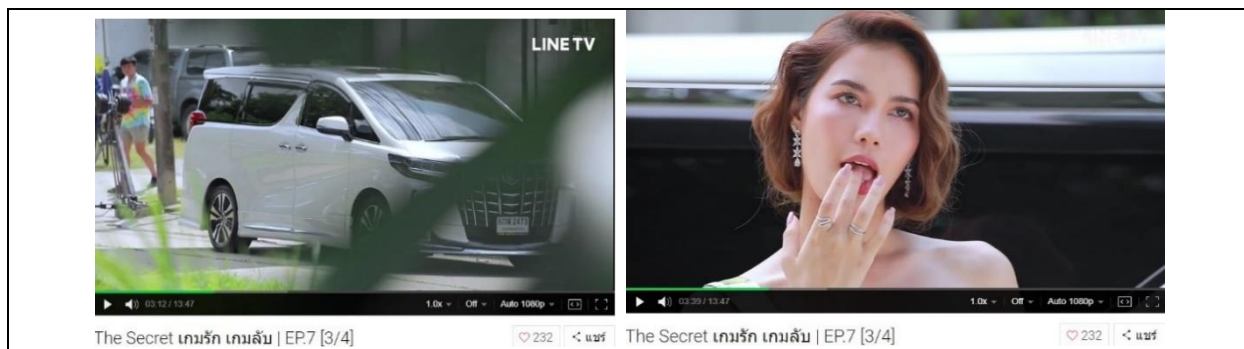 LINE TV
03:12 / 13:47
1.0x Off Auto 1080p
The Secret เกมรัก เกมลับ | EP.7 [3/4]
232 แชร์
03:39 / 13:47
1.0x Off Auto 1080p
The Secret เกมรัก เกมลับ | EP.7 [3/4]
232 แชร์